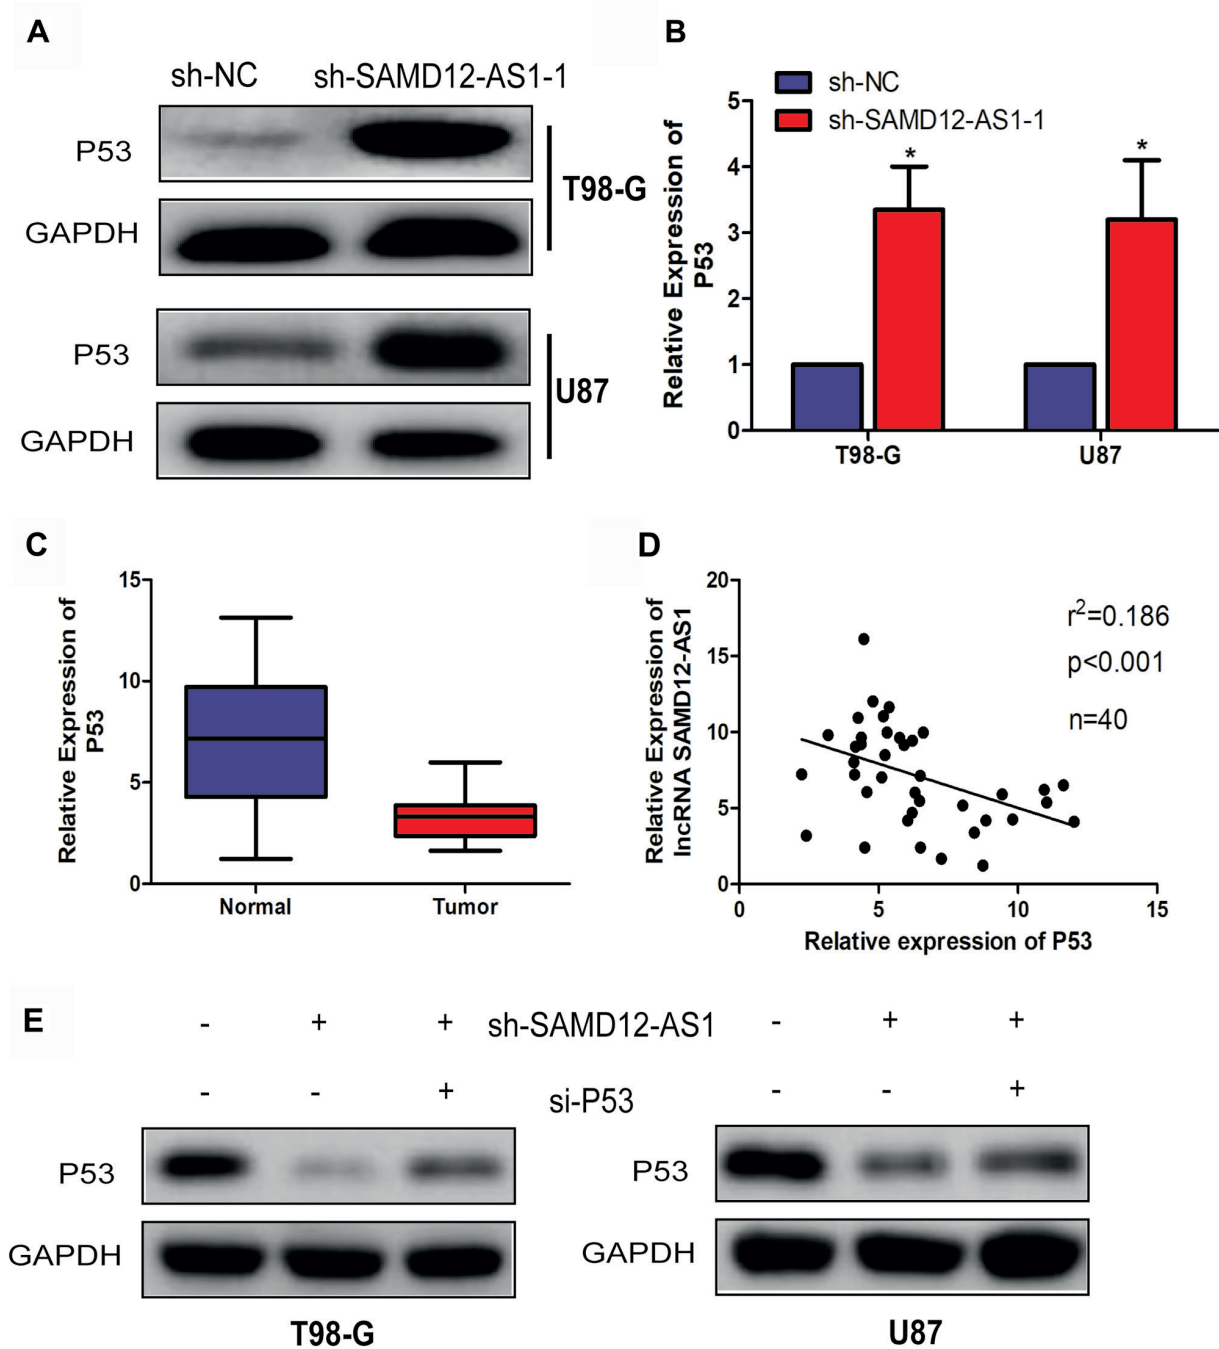 A
sh-NC sh-SAMD12-AS1-1
P53
T98-G
GAPDH
P53
U87
GAPDH
B
sh-NC
sh-SAMD12-AS1-1
Relative Expression of
P53
5
4
3
2
1
0
* *
T98-G U87
C
Relative Expression of
P53
15
10
5
0
Normal Tumor
D
Relative Expression of
lncRNA SAMD12-AS1
20
15
10
5
0
r²=0.186
p<0.001
n=40
0 5 10 15
Relative expression of P53
E
- + + sh-SAMD12-AS1 - + +
- - + si-P53 - - +
P53 P53
GAPDH GAPDH
T98-G U87